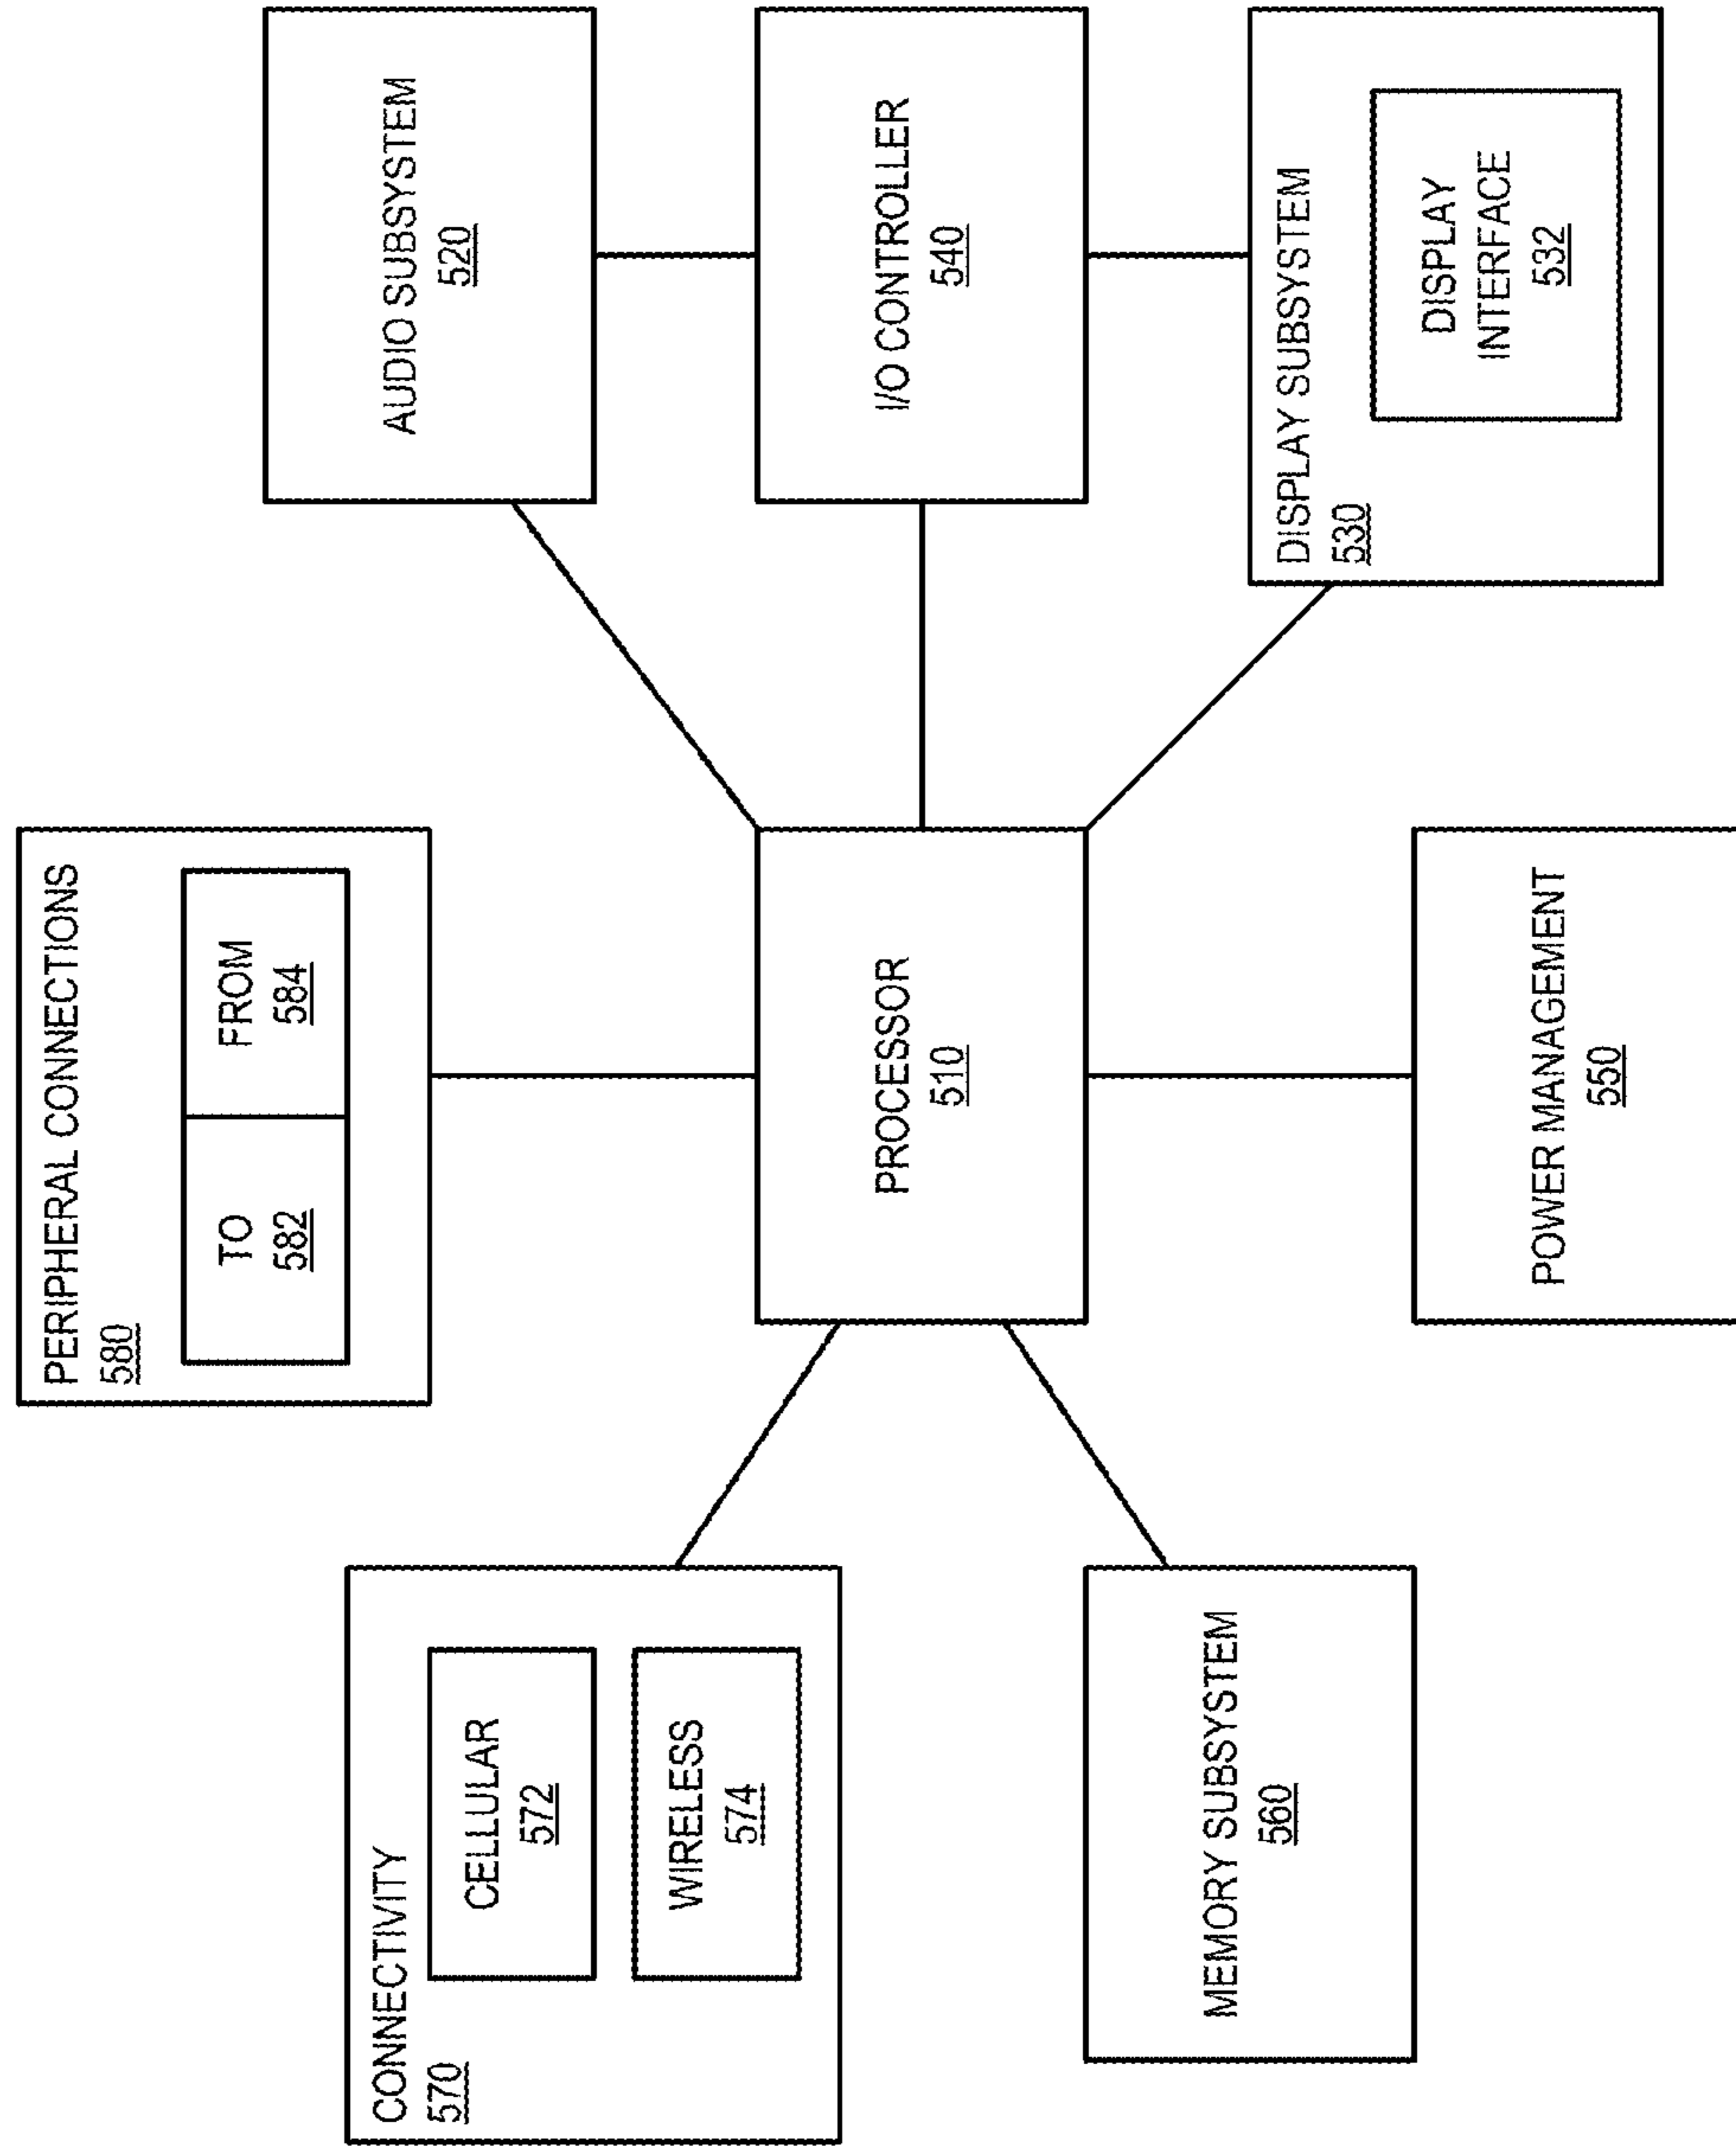 PERIPHERAL CONNECTIONS
580
TO
582
FROM
584
CONNECTIVITY
570
CELLULAR
572
WIRELESS
574
AUDIO SUBSYSTEM
520
PROCESSOR
510
I/O CONTROLLER
540
MEMORY SUBSYSTEM
560
POWER MANAGEMENT
550
DISPLAY SUBSYSTEM
530
DISPLAY
INTERFACE
532